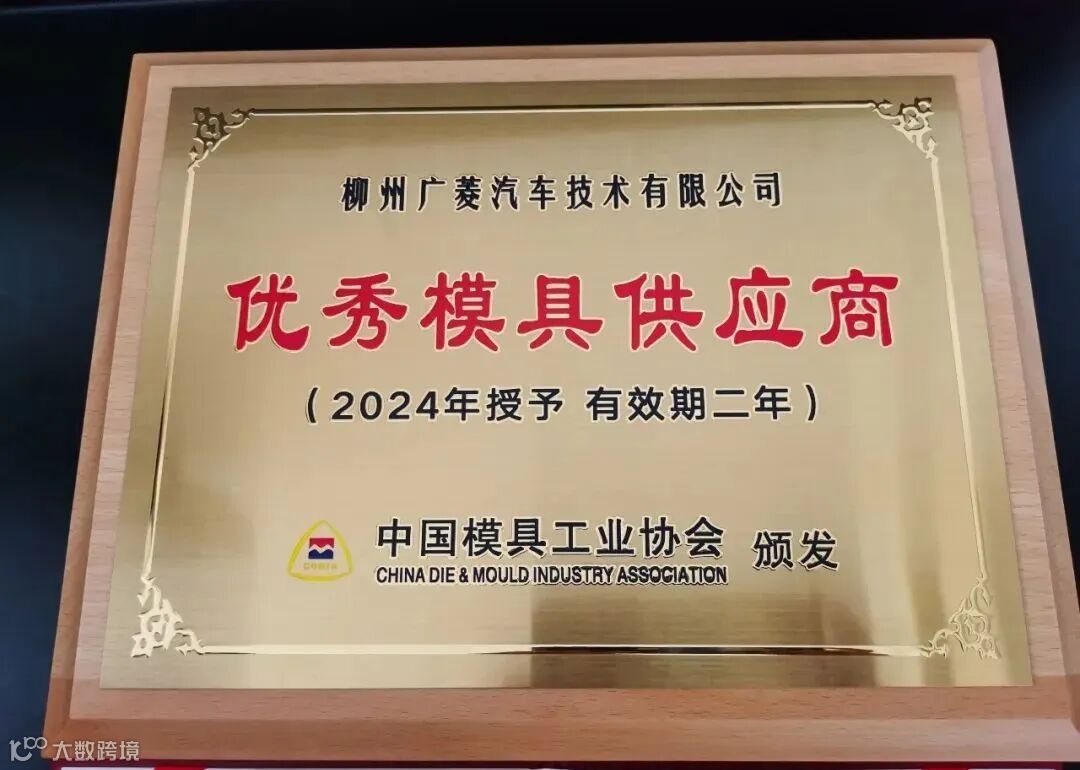 柳州广菱汽车技术有限公司
优秀模具供应商
（2024年授予 有效期二年）
中国模具工业协会 颁发
CHINA DIE & MOULD INDUSTRY ASSOCIATION
大数跨境